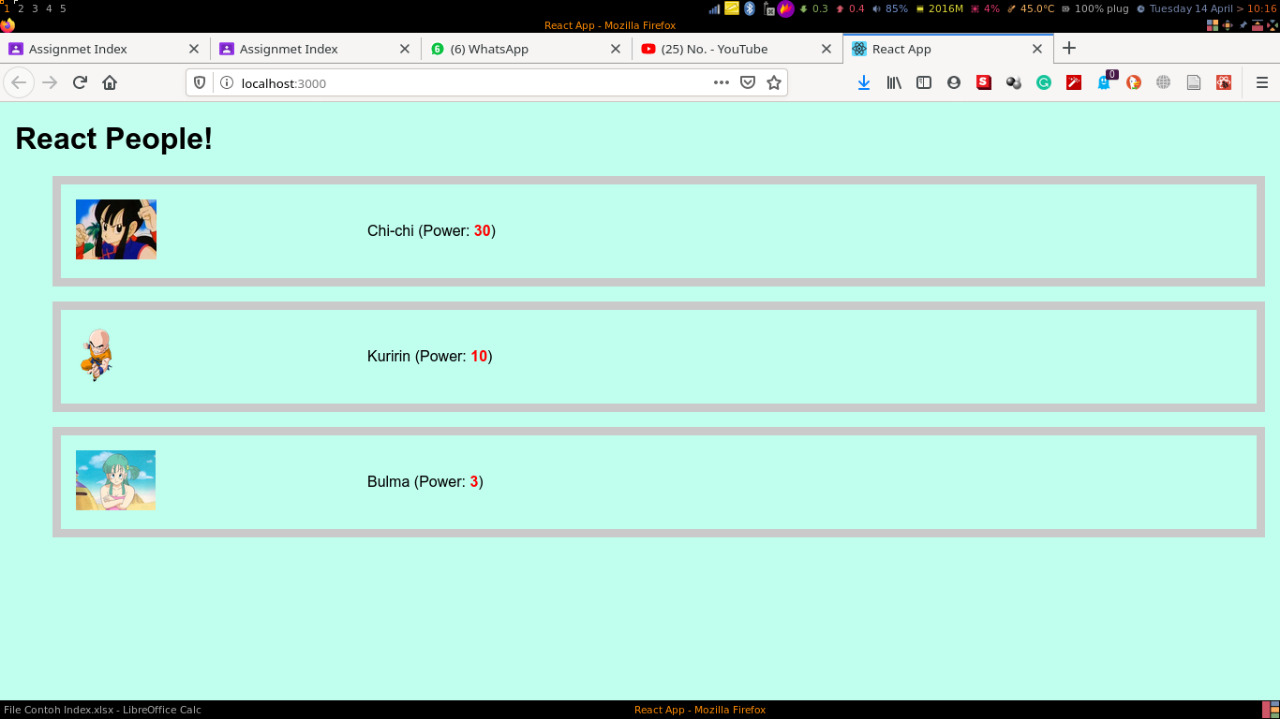 1 2 3 4 5
0.3 0.4 85% 2016M 4% 45.0°C 100% plug Tuesday 14 April > 10:16
React App - Mozilla Firefox
Assignmet Index Assignmet Index (6) WhatsApp (25) No. - YouTube React App
localhost:3000
0
React People!
Chi-chi (Power: 30)
Kuririn (Power: 10)
Bulma (Power: 3)
File Contoh Index.xlsx - LibreOffice Calc React App - Mozilla Firefox